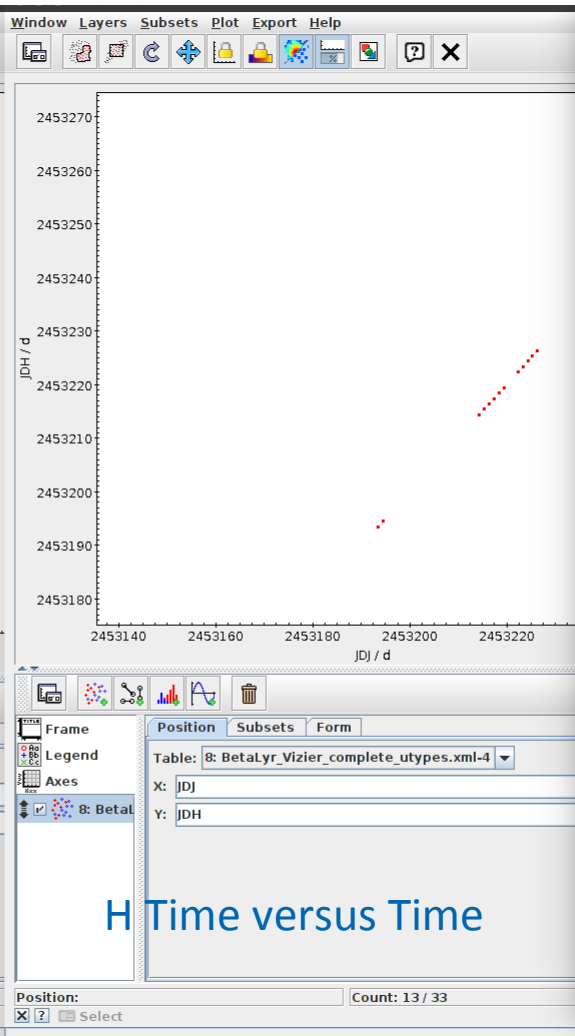 Window Layers Subsets Plot Export Help
2453270
2453260
2453250
2453240
2453230
2453220
2453210
2453200
2453190
2453180
JDH / d
2453140 2453160 2453180 2453200 2453220
JDJ / d
Frame
Legend
Axes
8: BetaL
Position Subsets Form
Table: 8: BetaLyr_Vizier_complete_utypes.xml-4
X: JDJ
Y: JDH
H Time versus Time
Position: Count: 13 / 33
Select